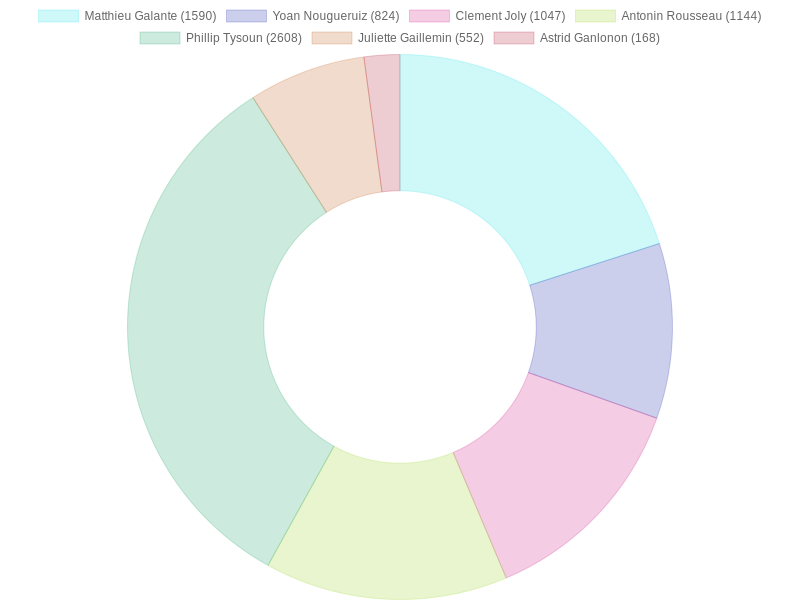 Matthieu Galante (1590) Yoan Nougueruiz (824) Clement Joly (1047) Antonin Rousseau (1144)
Phillip Tysoun (2608) Juliette Gaillemin (552) Astrid Ganlonon (168)